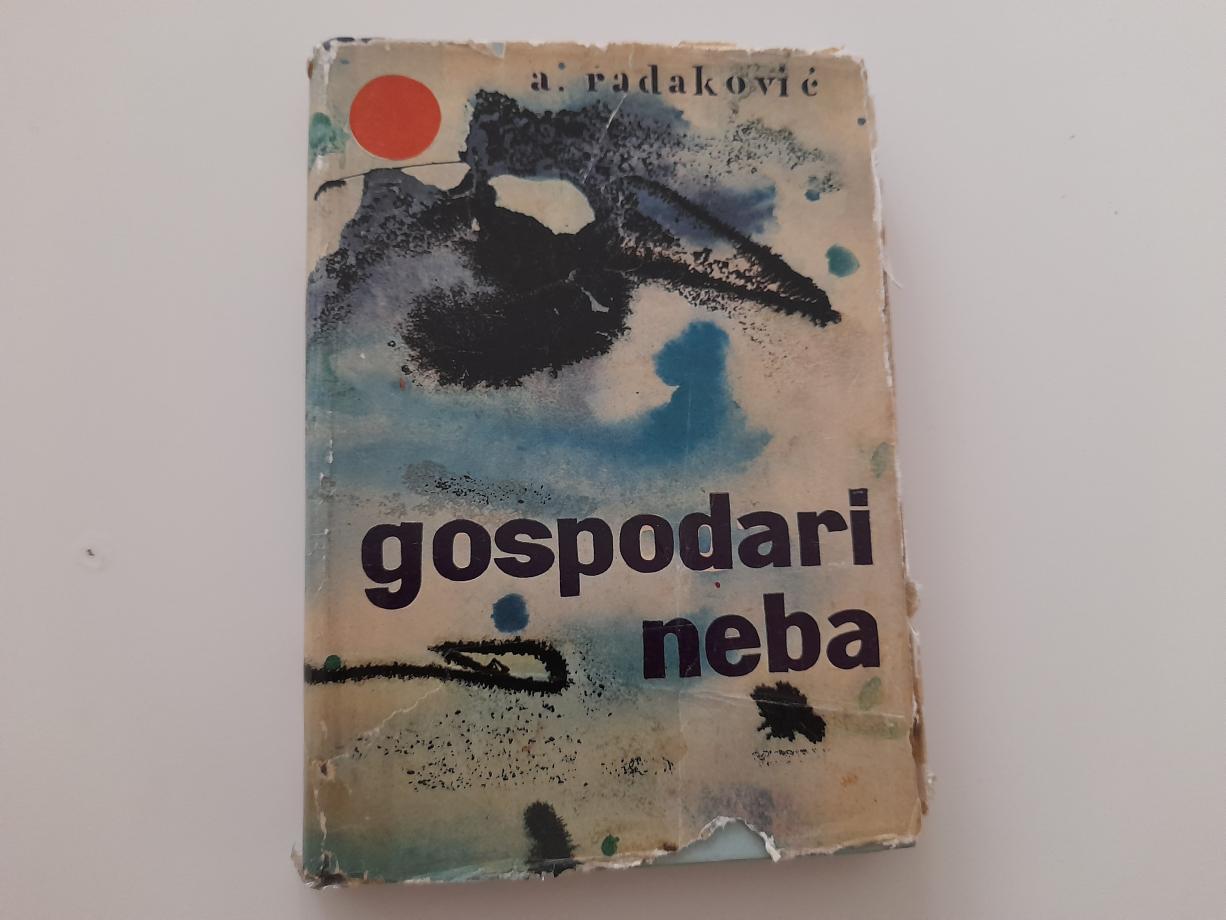 a. radaković
gospodari
neba